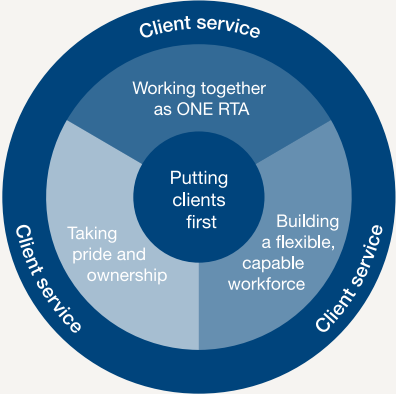 Client service
Working together
as ONE RTA
Putting
clients
first
Taking
pride and
ownership
Building
a flexible,
capable
workforce
Client service
Client service